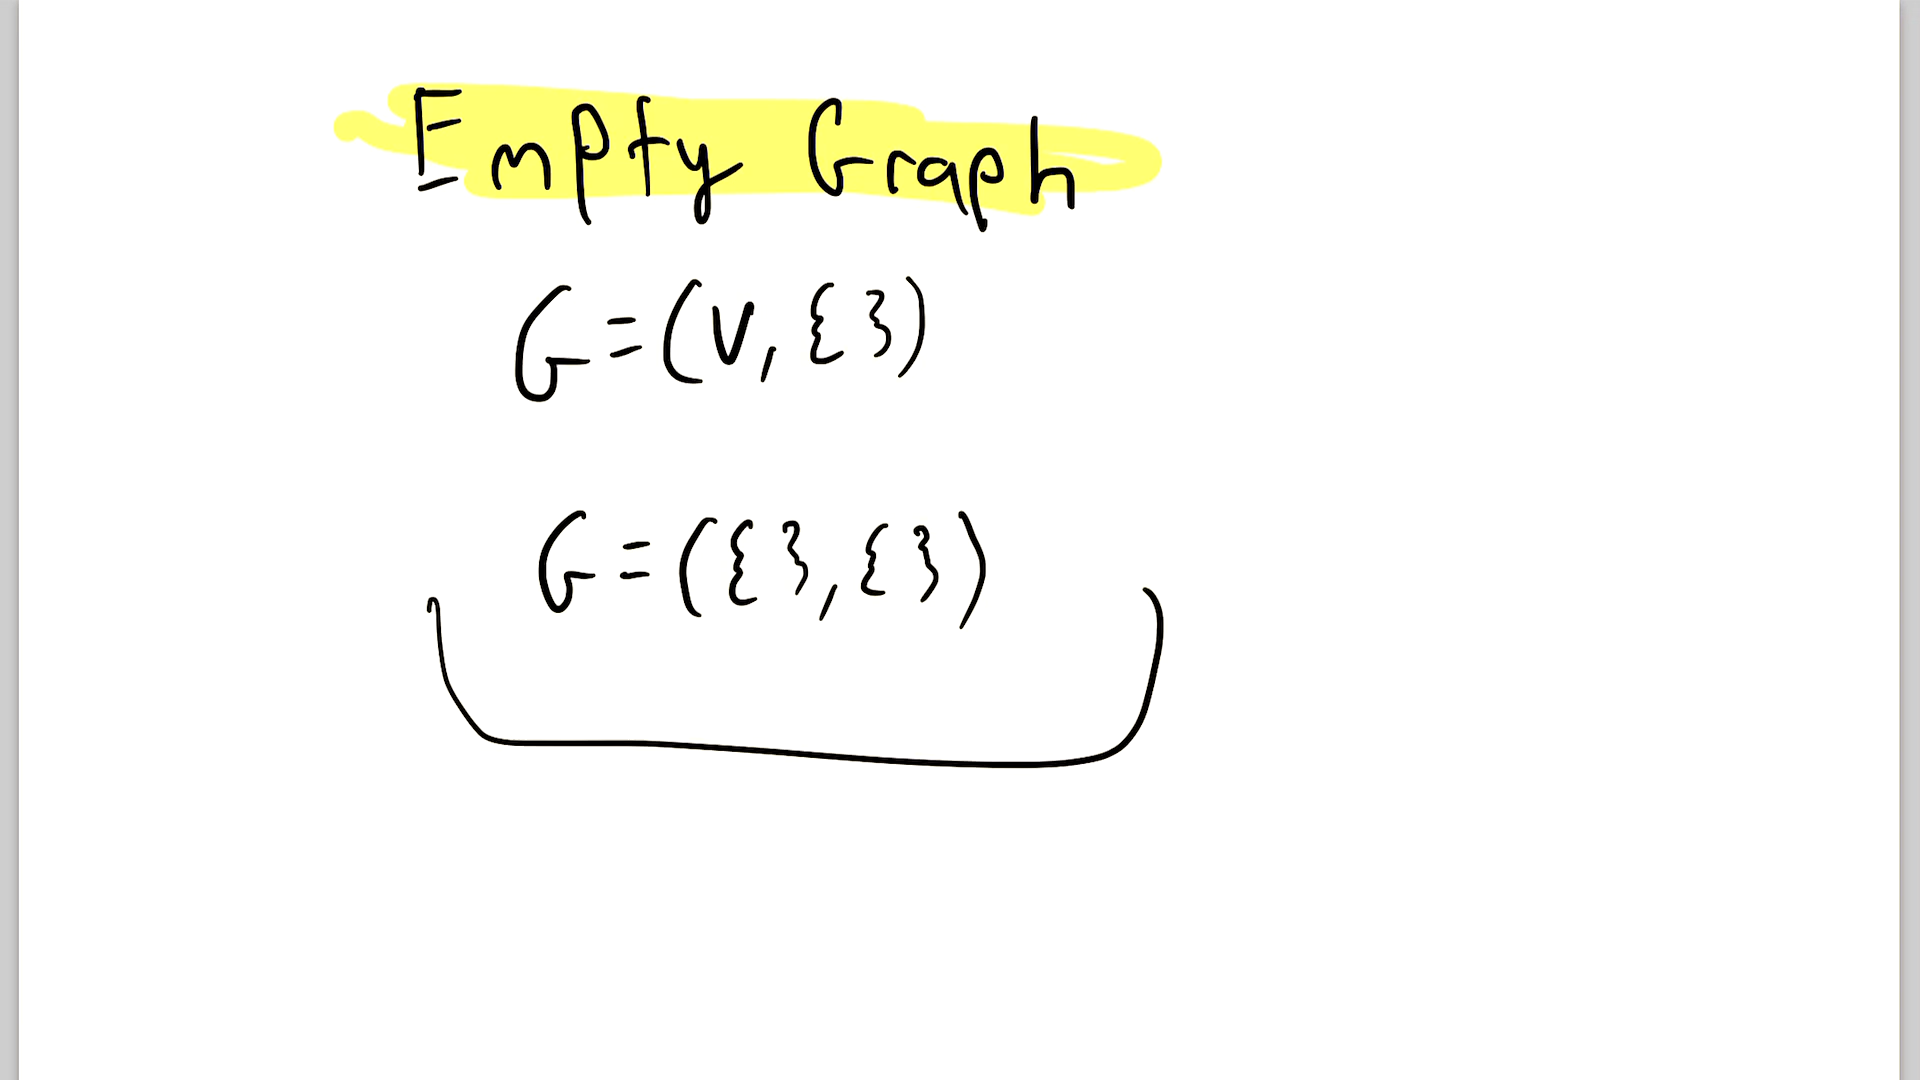 Empty Graph
G=(V,{ })
G=({ },{ })